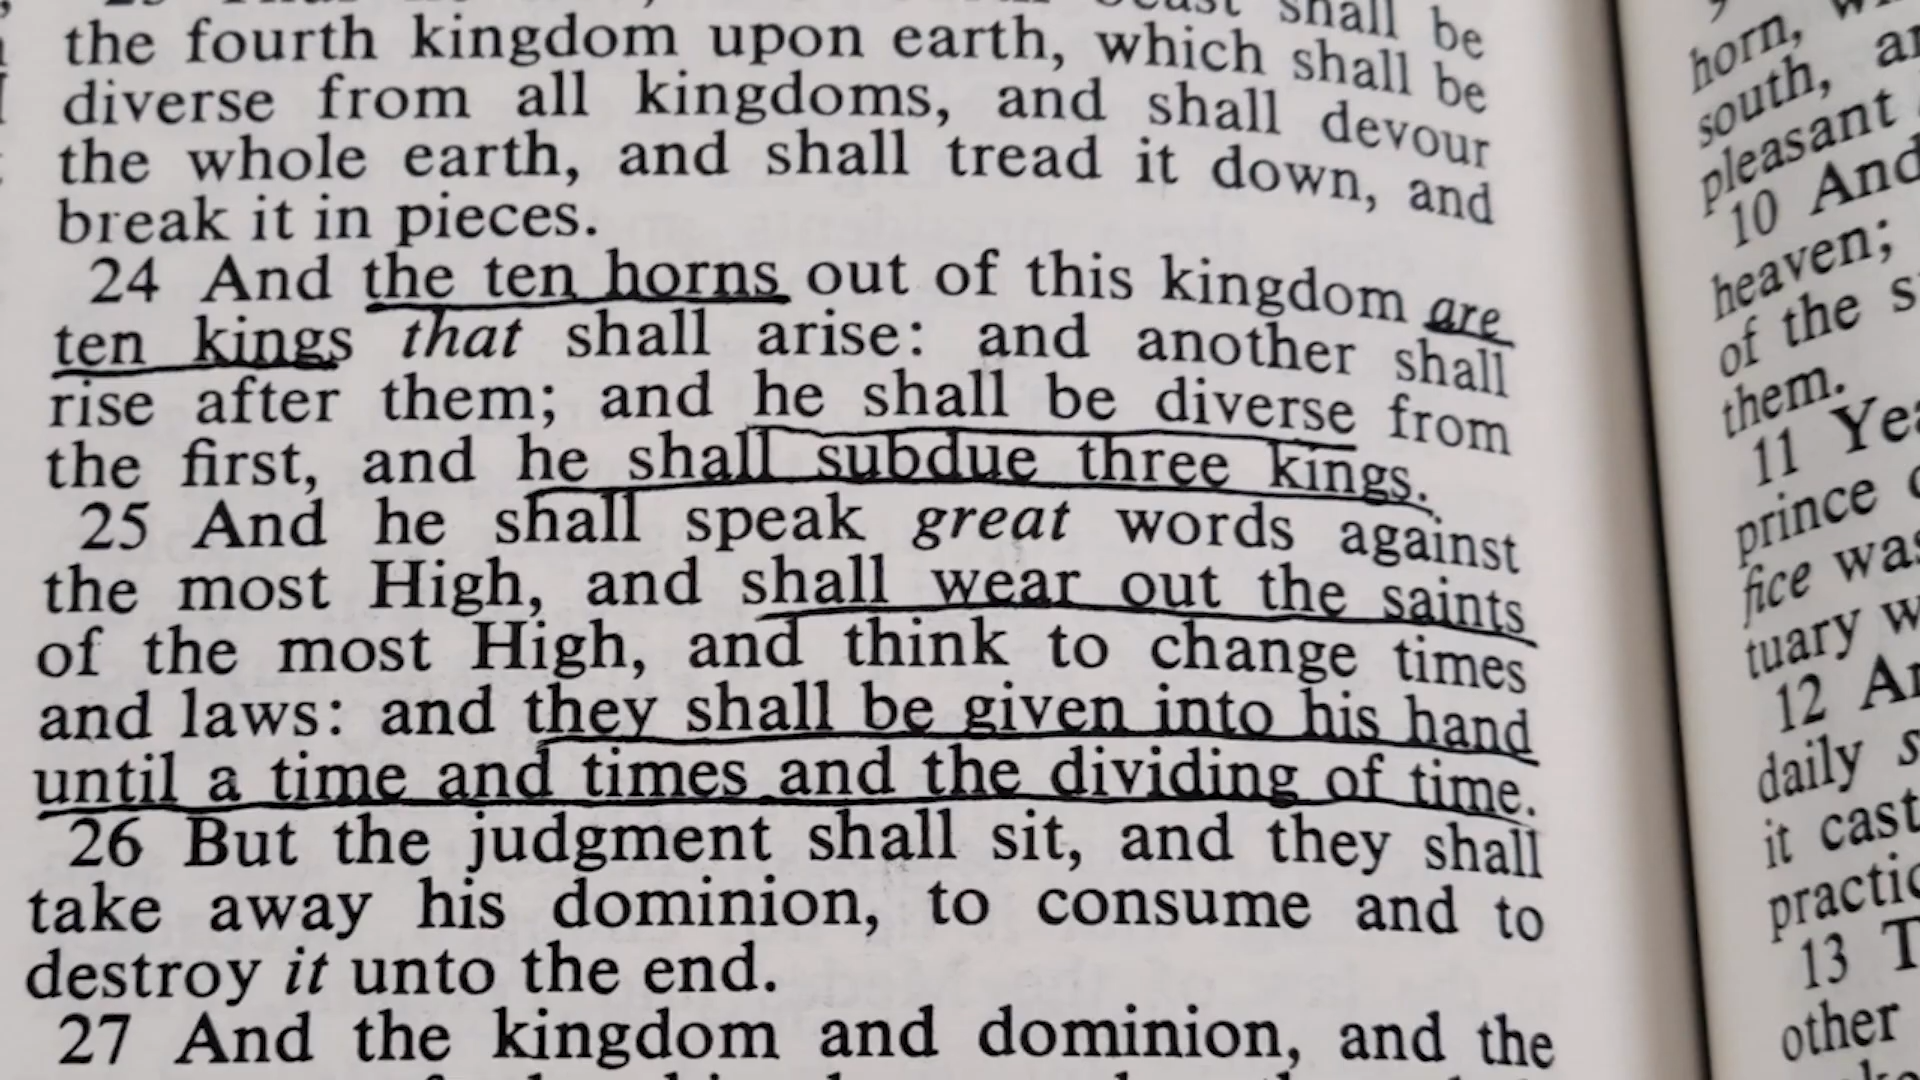 shall be
the fourth kingdom upon earth, which shall be
diverse from all kingdoms, and shall devour
the whole earth, and shall tread it down, and
break it in pieces.
24 And the ten horns out of this kingdom are
ten kings that shall arise: and another shall
rise after them; and he shall be diverse from
the first, and he shall subdue three kings.
25 And he shall speak great words against
the most High, and shall wear out the saints
of the most High, and think to change times
and laws: and they shall be given into his hand
until a time and times and the dividing of time.
26 But the judgment shall sit, and they shall
take away his dominion, to consume and to
destroy it unto the end.
27 And the kingdom and dominion, and the
horn,
south,
pleasant
10 And
heaven;
of the
them.
11
prince
fice was
tuary
12
daily
it cast
13
other